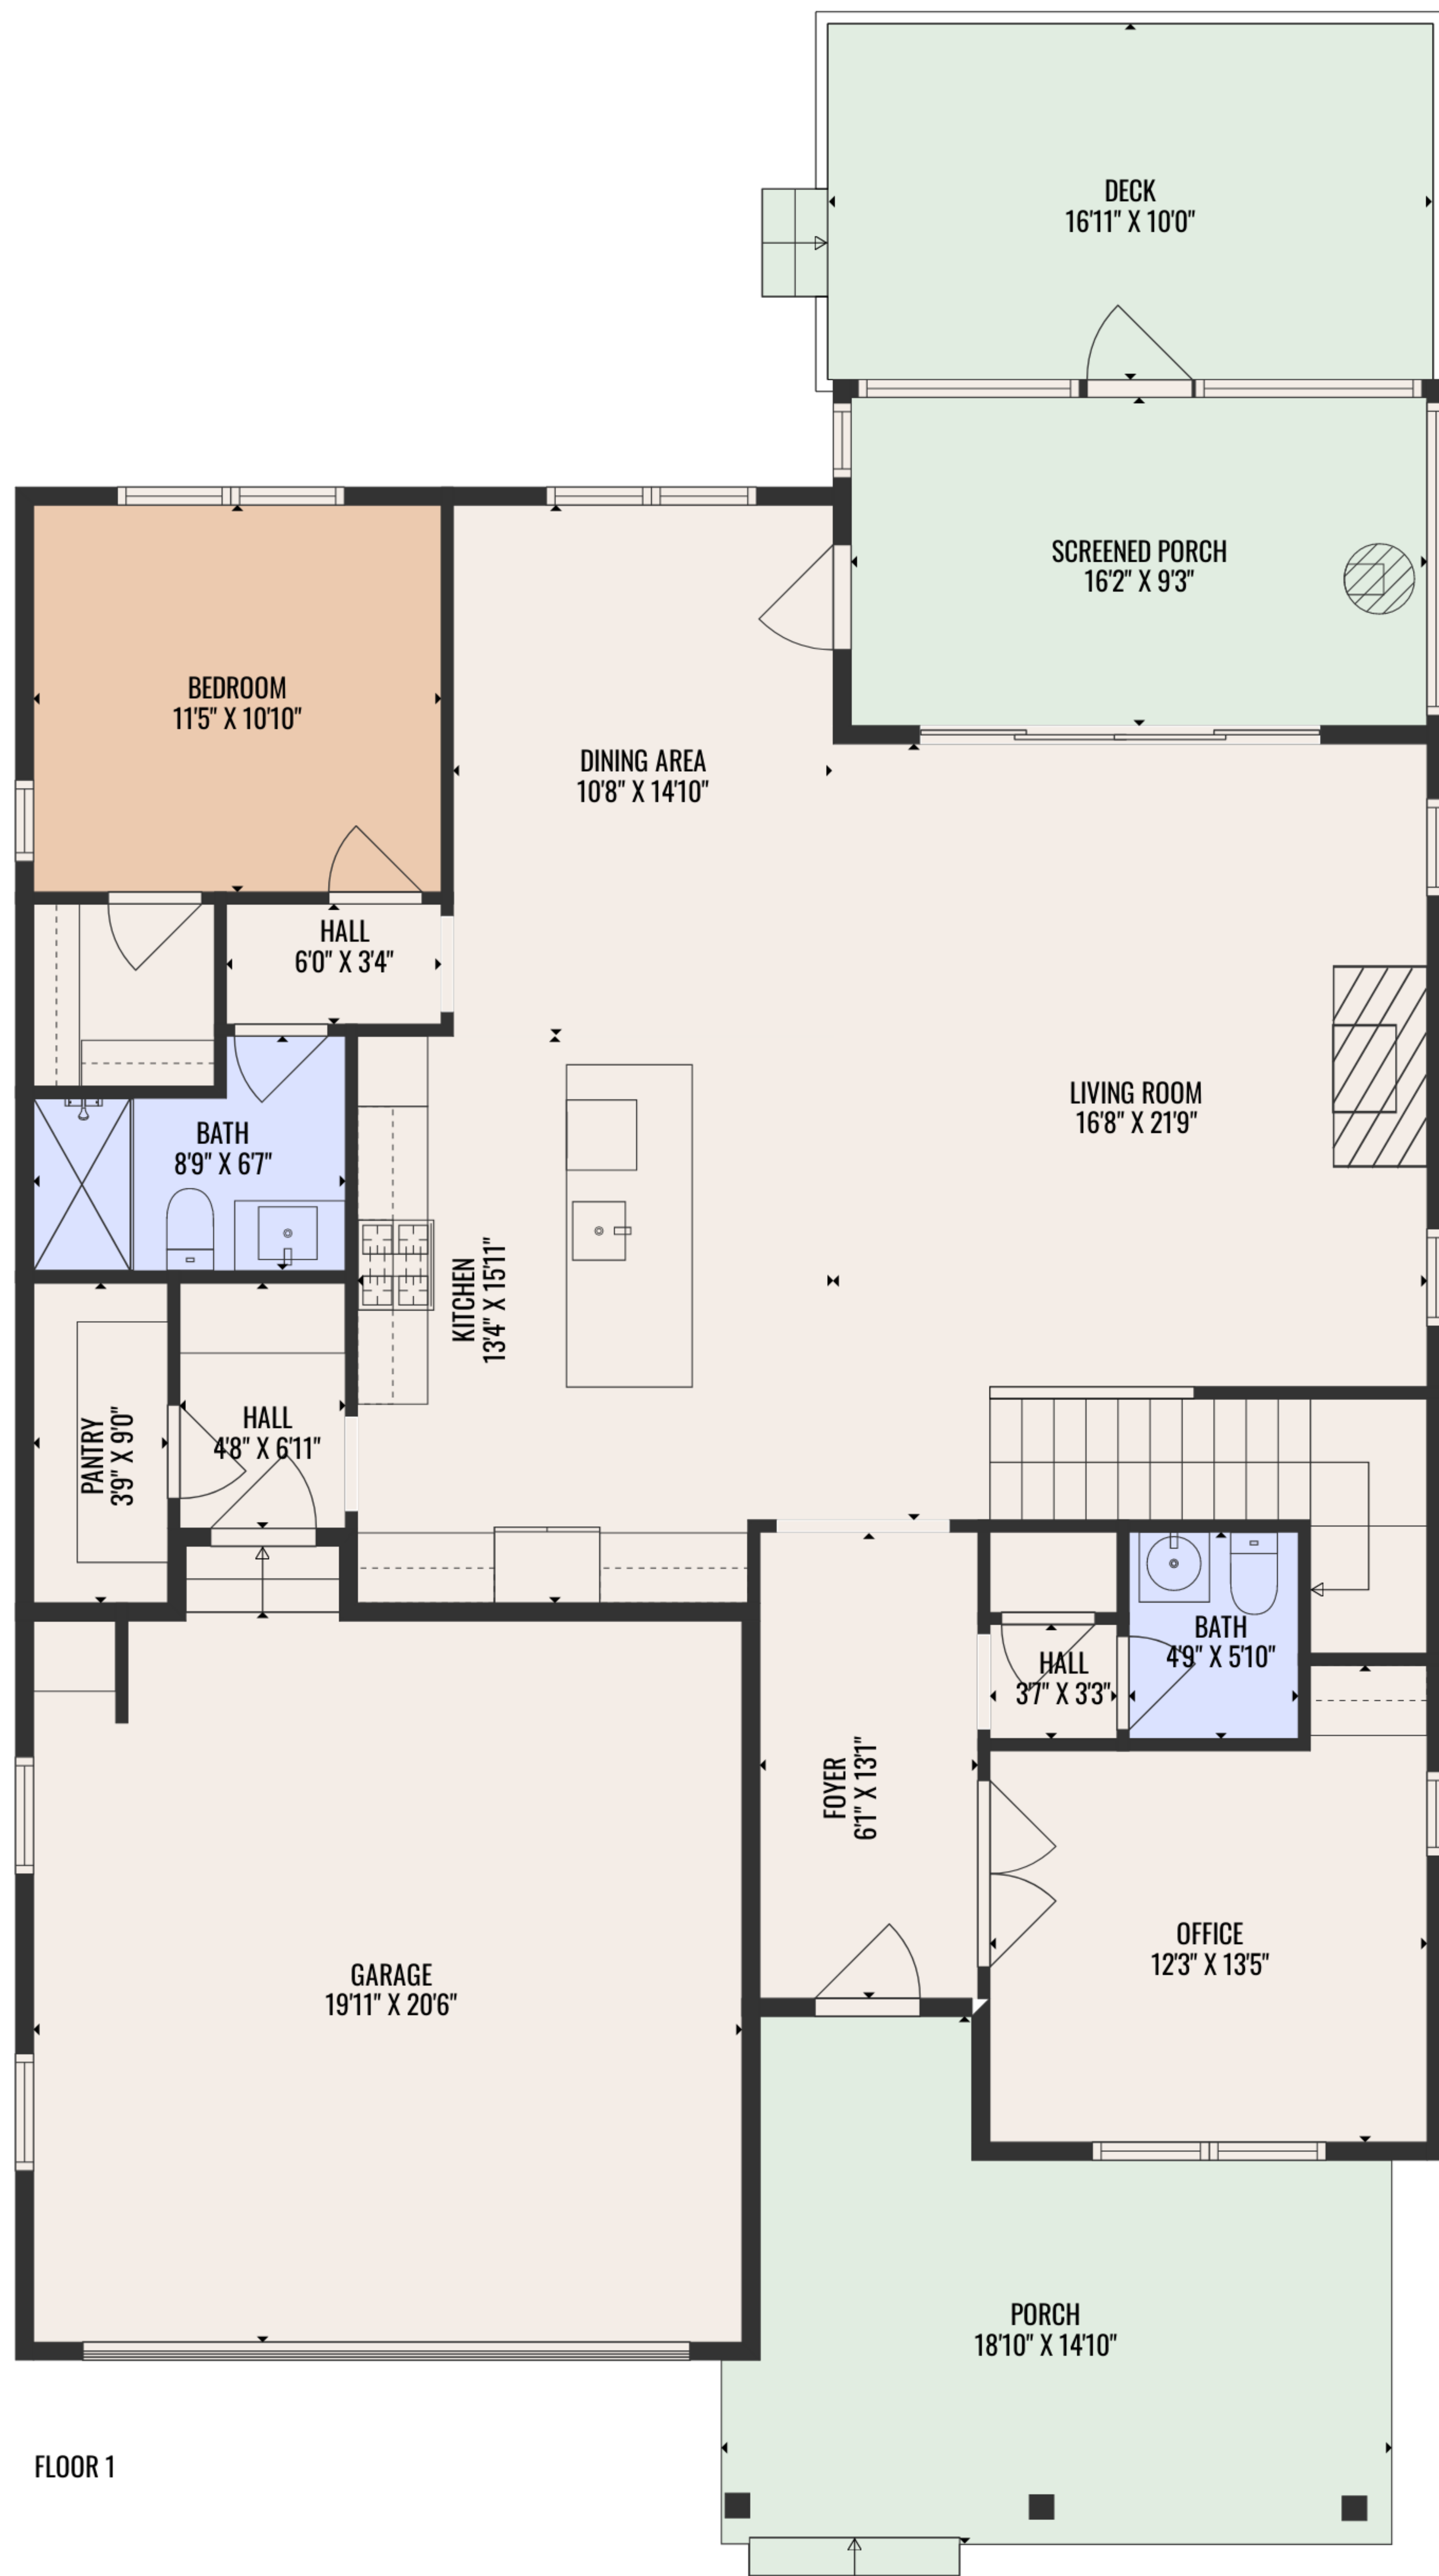 DECK
16'11" X 10'0"
SCREENED PORCH
16'2" X 9'3"
BEDROOM
11'5" X 10'10"
DINING AREA
10'8" X 14'10"
HALL
6'0" X 3'4"
LIVING ROOM
16'8" X 21'9"
BATH
8'9" X 6'7"
KITCHEN
13'4" X 15'11"
PANTRY
3'9" X 9'0"
HALL
4'8" X 6'11"
BATH
4'9" X 5'10"
HALL
3'7" X 3'3"
FOYER
6'1" X 13'1"
OFFICE
12'3" X 13'5"
GARAGE
19'11" X 20'6"
PORCH
18'10" X 14'10"
FLOOR 1